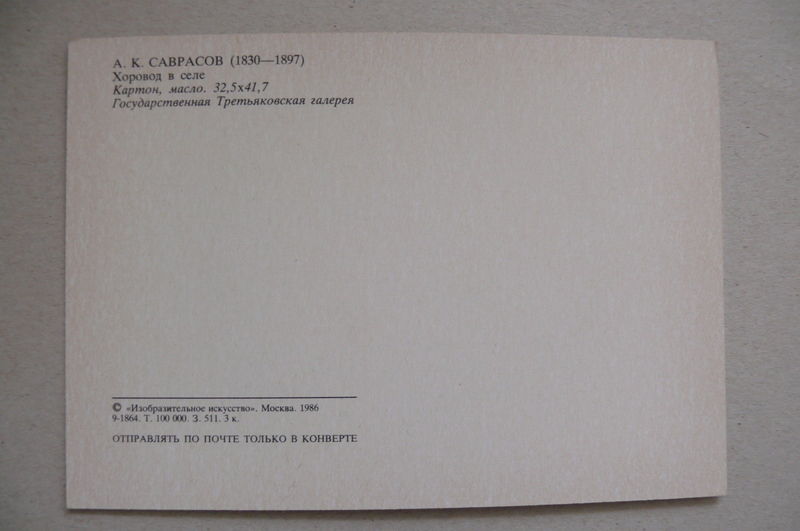 А. К. САВРАСОВ (1830—1897)
Хоровод в селе
Картон, масло. 32,5х41,7
Государственная Третьяковская галерея
© «Изобразительное искусство». Москва. 1986
9-1864. Т. 100 000. З. 511. 3 к.
ОТПРАВЛЯТЬ ПО ПОЧТЕ ТОЛЬКО В КОНВЕРТЕ